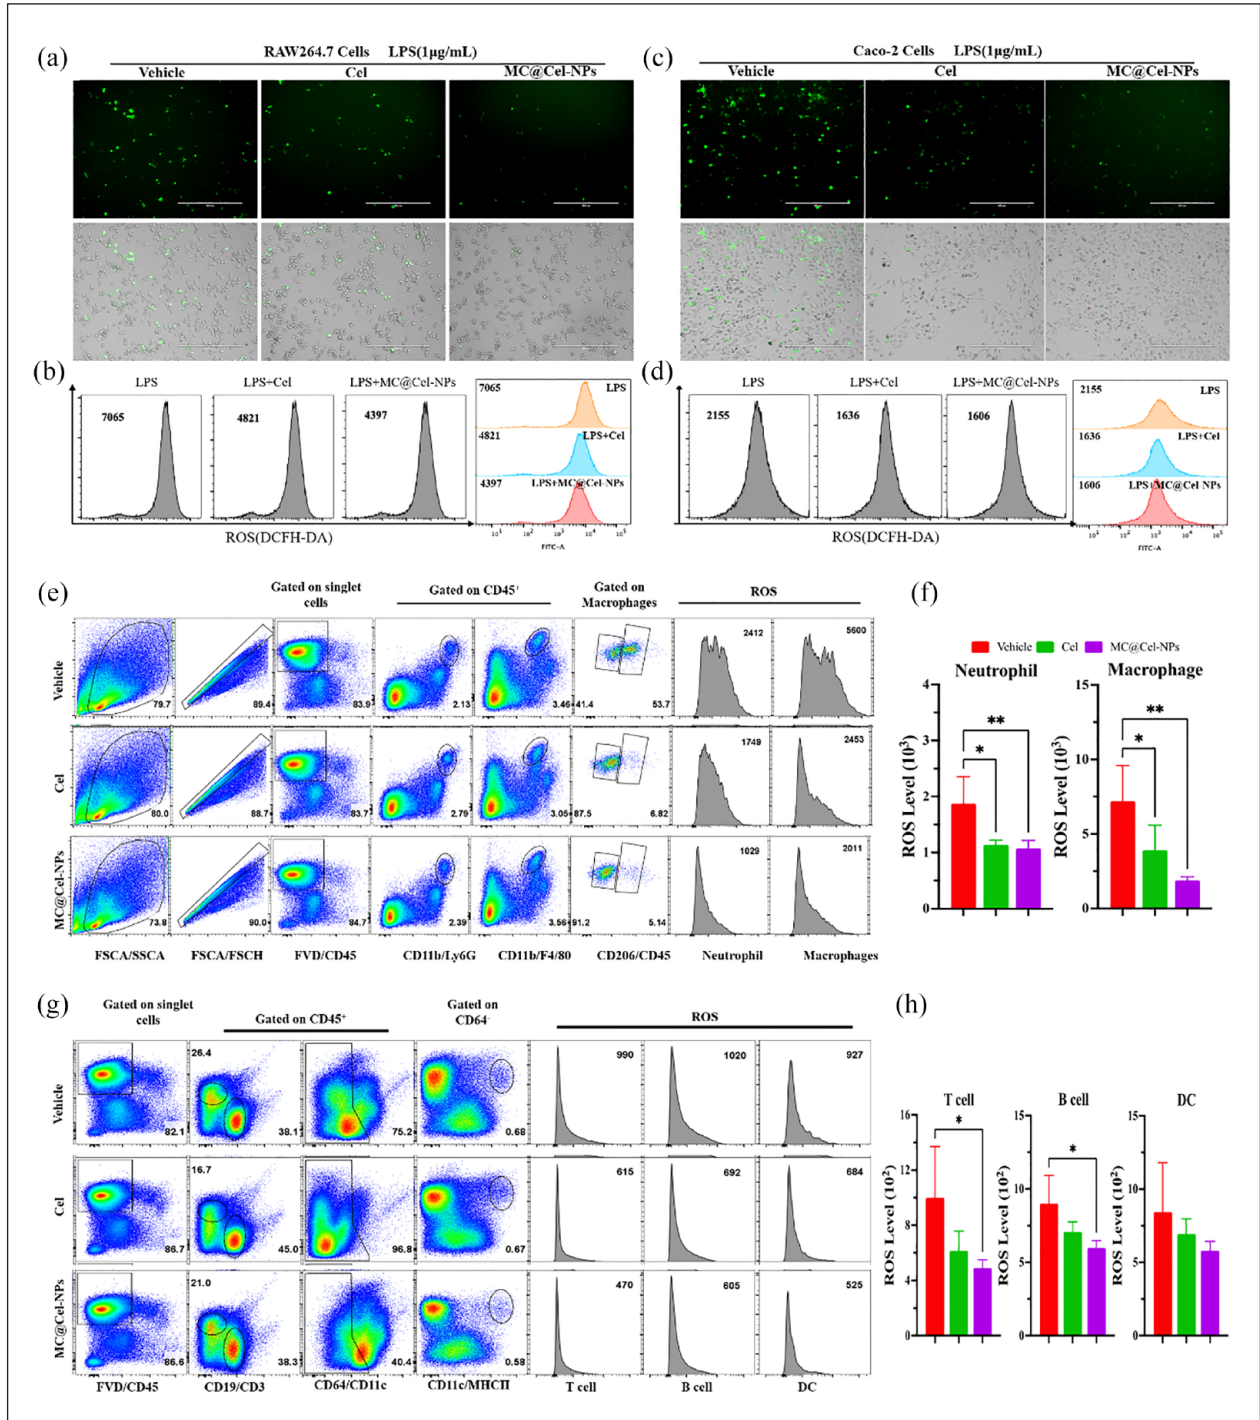 (a)
RAW264.7 Cells LPS(1μg/mL)
Vehicle Cel MC@Cel-NPs
(c)
Caco-2 Cells LPS(1μg/mL)
Vehicle Cel MC@Cel-NPs
(b)
LPS LPS+Cel LPS+MC@Cel-NPs
7065 4821 4397
7065 LPS
4821 LPS+Cel
4397 LPS+MC@Cel-NPs
10¹ 10² 10³ 10⁴ 10⁵
FITC-A
ROS(DCFH-DA)
(d)
LPS LPS+Cel LPS+MC@Cel-NPs
2155 1636 1606
2155 LPS
1636 LPS+Cel
1606 LPS+MC@Cel-NPs
10¹ 10² 10³ 10⁴ 10⁵
FITC-A
ROS(DCFH-DA)
(e)
Gated on singlet cells
Gated on CD45⁺
Gated on Macrophages
ROS
Vehicle
79.7 89.4 83.9 2.13 3.46 41.4 53.7 2412 5600
Cel
80.0 88.7 83.7 2.79 3.05 87.5 6.82 1749 2453
MC@Cel-NPs
73.8 90.0 84.7 2.39 3.56 91.2 5.14 1029 2011
FSCA/SSCA FSCA/FSCH FVD/CD45 CD11b/Ly6G CD11b/F4/80 CD206/CD45 Neutrophil Macrophages
(f)
Vehicle Cel MC@Cel-NPs
Neutrophil
ROS Level (10³)
4
3
2
1
0
**
*
Macrophage
ROS Level (10³)
15
10
5
0
**
*
(g)
Gated on singlet cells
Gated on CD45⁺
Gated on CD64⁻
ROS
Vehicle
82.1 26.4 38.1 75.2 0.68 990 1020 927
Cel
86.7 16.7 45.0 96.8 0.67 615 692 684
MC@Cel-NPs
86.6 21.0 38.3 40.4 0.58 470 605 525
FVD/CD45 CD19/CD3 CD64/CD11c CD11c/MHCII T cell B cell DC
(h)
T cell
ROS Level (10²)
16
12
8
4
0
*
B cell
ROS Level (10²)
15
10
5
0
*
DC
ROS Level (10²)
15
10
5
0